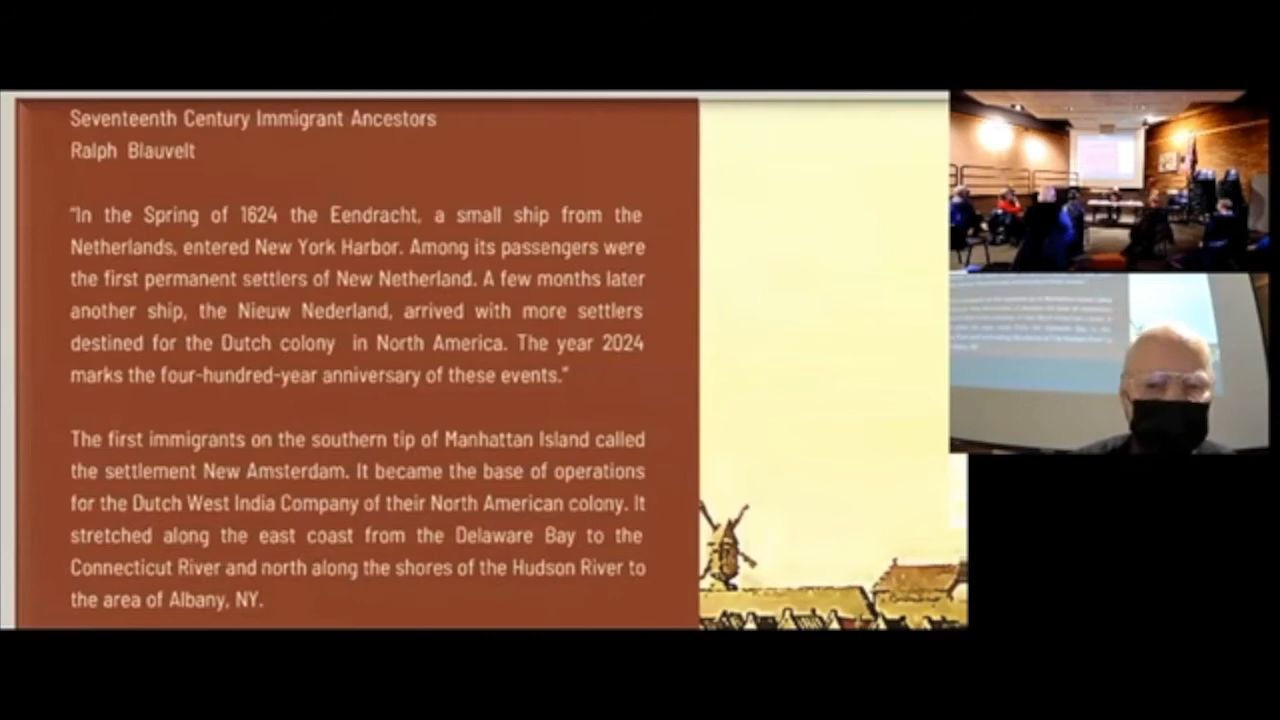 Seventeenth Century Immigrant Ancestors
Ralph Blauvelt
“In the Spring of 1624 the Eendracht, a small ship from the
Netherlands, entered New York Harbor. Among its passengers were
the first permanent settlers of New Netherland. A few months later
another ship, the Nieuw Nederland, arrived with more settlers
destined for the Dutch colony in North America. The year 2024
marks the four-hundred-year anniversary of these events.”
The first immigrants on the southern tip of Manhattan Island called
the settlement New Amsterdam. It became the base of operations
for the Dutch West India Company of their North American colony. It
stretched along the east coast from the Delaware Bay to the
Connecticut River and north along the shores of the Hudson River to
the area of Albany, NY.